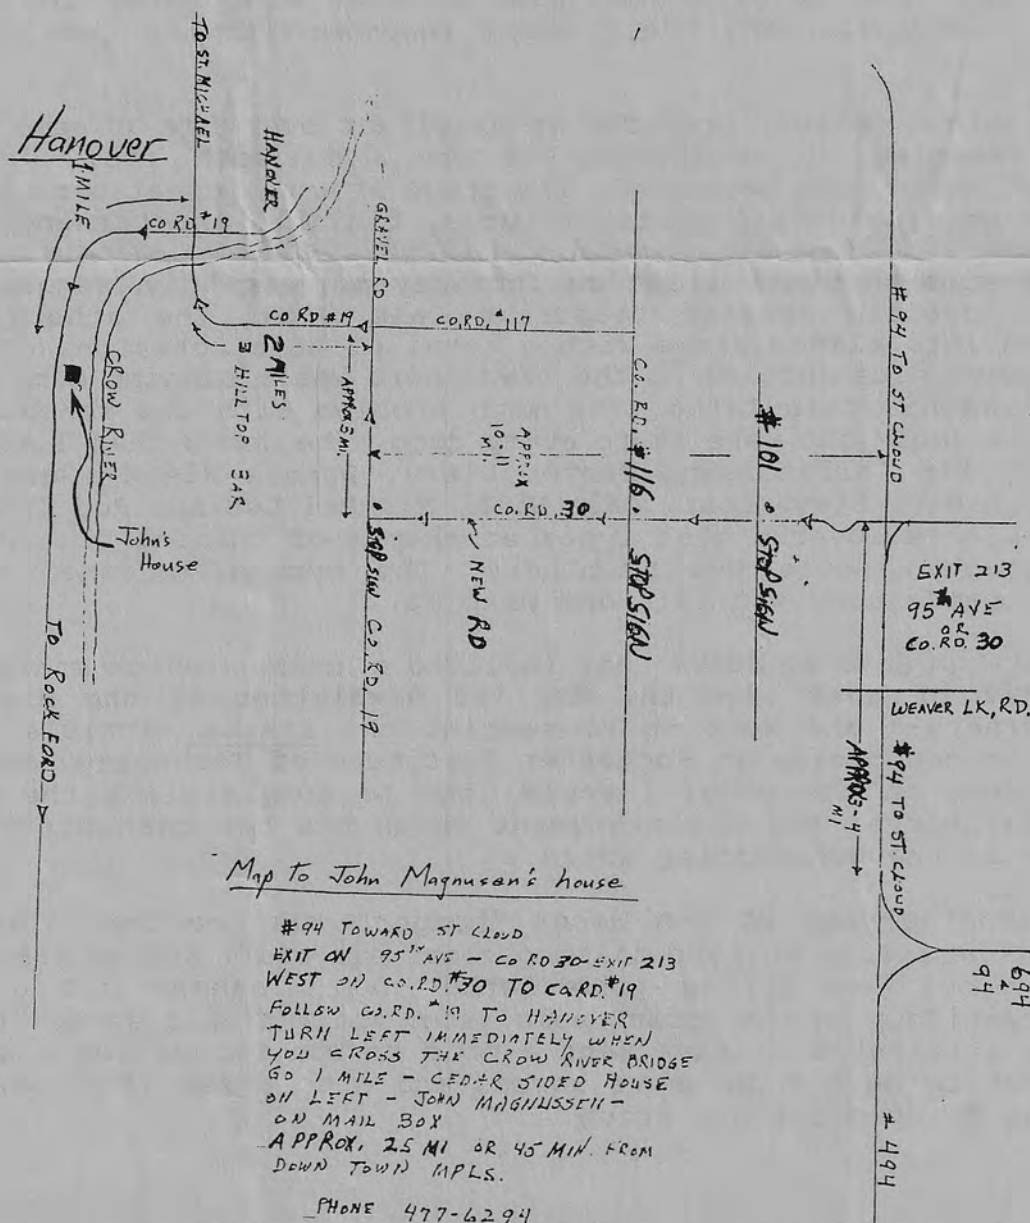 Hanover
1 MILE
TO ST. MICHAEL
CO RD #19
HANOVER
GRAVEL RD
CO RD #19
CO, RD, #117
2 MILES
3 HILL TOP BAR
APPROX 3 MI,
CROW RIVER
John's
House
TO ROCKFORD
APPROX
10-
MI
CO. RD. 30
NEW RD
STOP SIGN CO. RD 19
CO. RD. #116
STOP SIGN
#101
STOP SIGN
#94 TO ST CLOUD
EXIT 213
95TH AVE
OR
CO. RD. 30
WEAVER LK, RD.
APPROX-4
MI
#94 TO ST. CLOUD
694
&
94
#494
Map To John Magnusen's house
#94 TOWARD ST CLOUD
EXIT ON 95TH AVE - CO RD 30-EXIT 213
WEST ON CO.RD.#30 TO CO.RD.#19
FOLLOW CO.RD. #19 TO HANOVER
TURN LEFT IMMEDIATELY WHEN
YOU CROSS THE CROW RIVER BRIDGE
GO 1 MILE - CEDAR SIDED HOUSE
ON LEFT - JOHN MAGNUSSEN -
ON MAIL BOX
APPROX, 25 MI OR 45 MIN. FROM
DOWN TOWN MPLS.
PHONE 477-6294